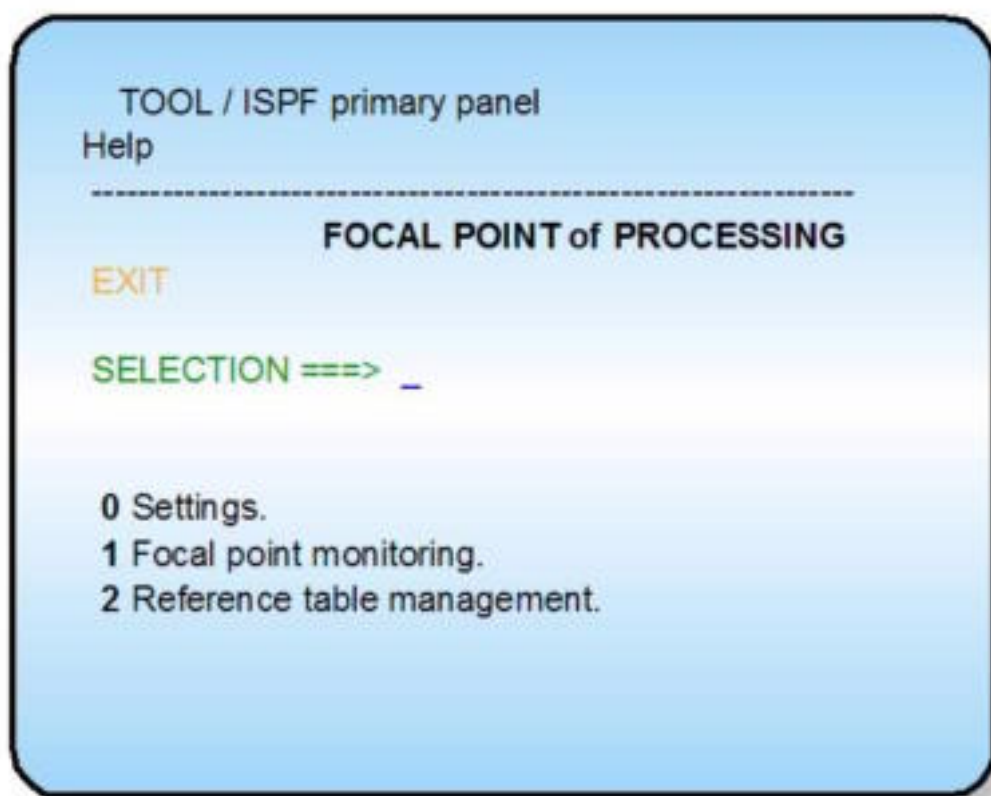 TOOL / ISPF primary panel
Help
----------------------------------------------------------------
FOCAL POINT of PROCESSING
EXIT
SELECTION ===> _
0 Settings.
1 Focal point monitoring.
2 Reference table management.